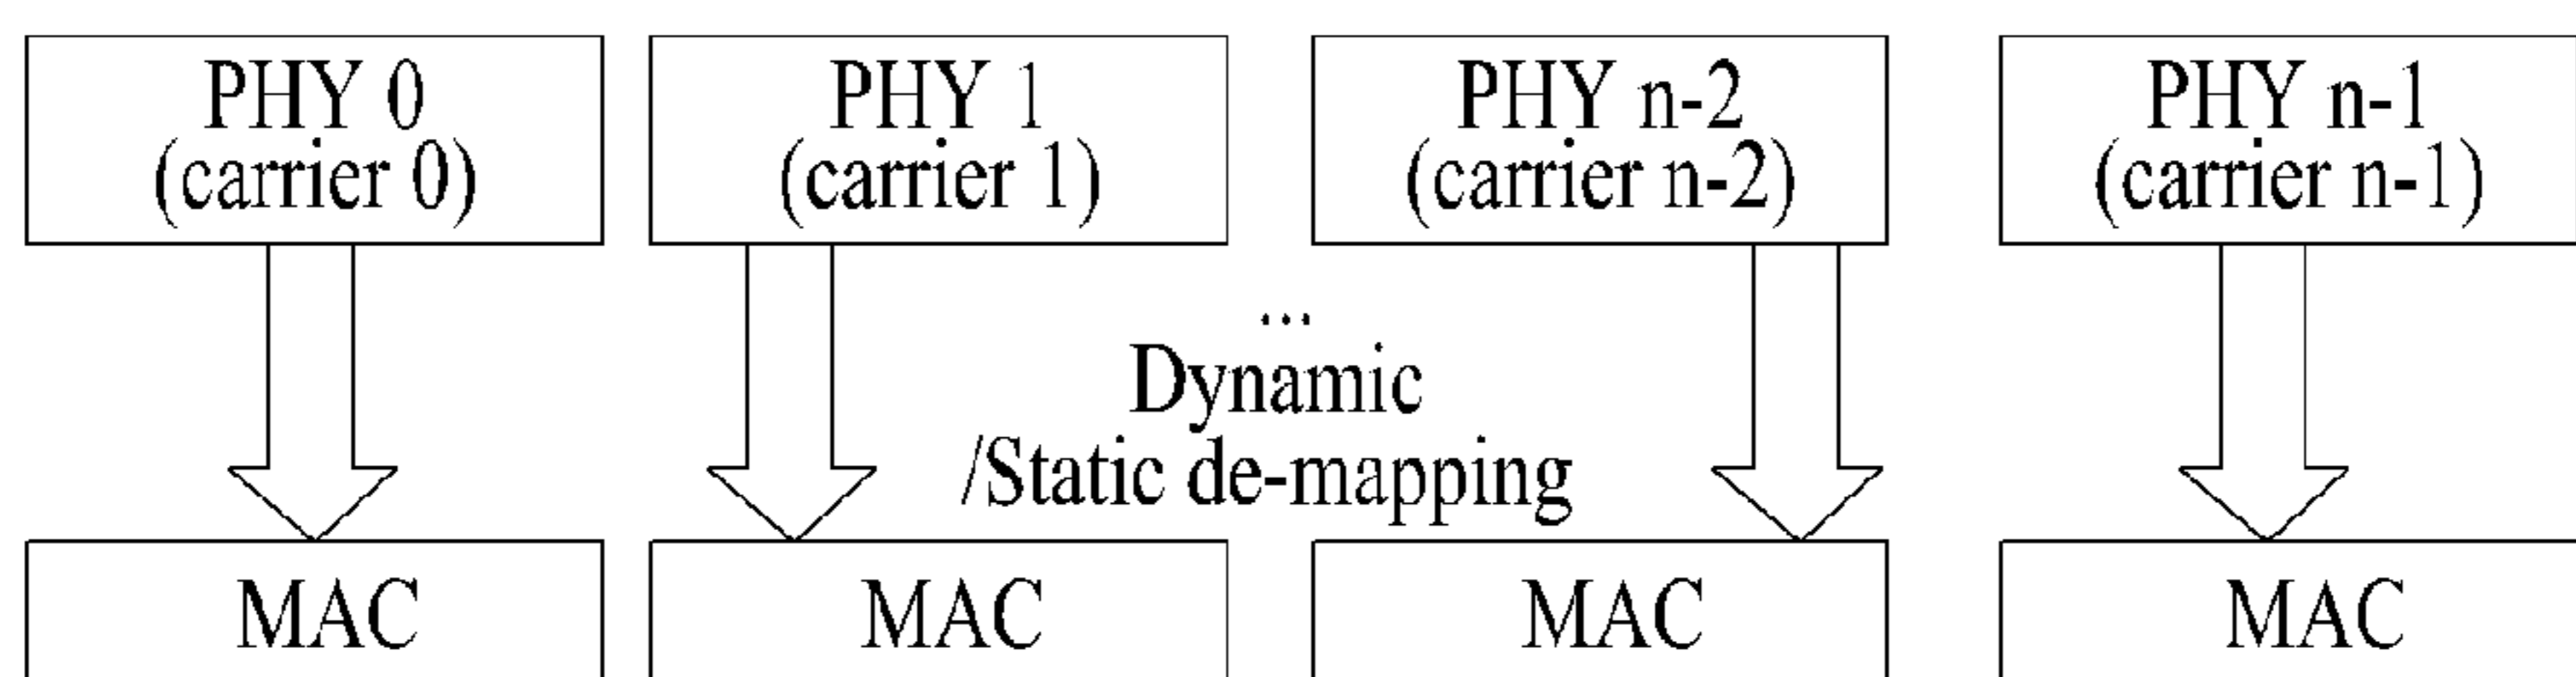 PHY 0
(carrier 0)
PHY 1
(carrier 1)
PHY n-2
(carrier n-2)
PHY n-1
(carrier n-1)
...
Dynamic
/Static de-mapping
MAC
MAC
MAC
MAC